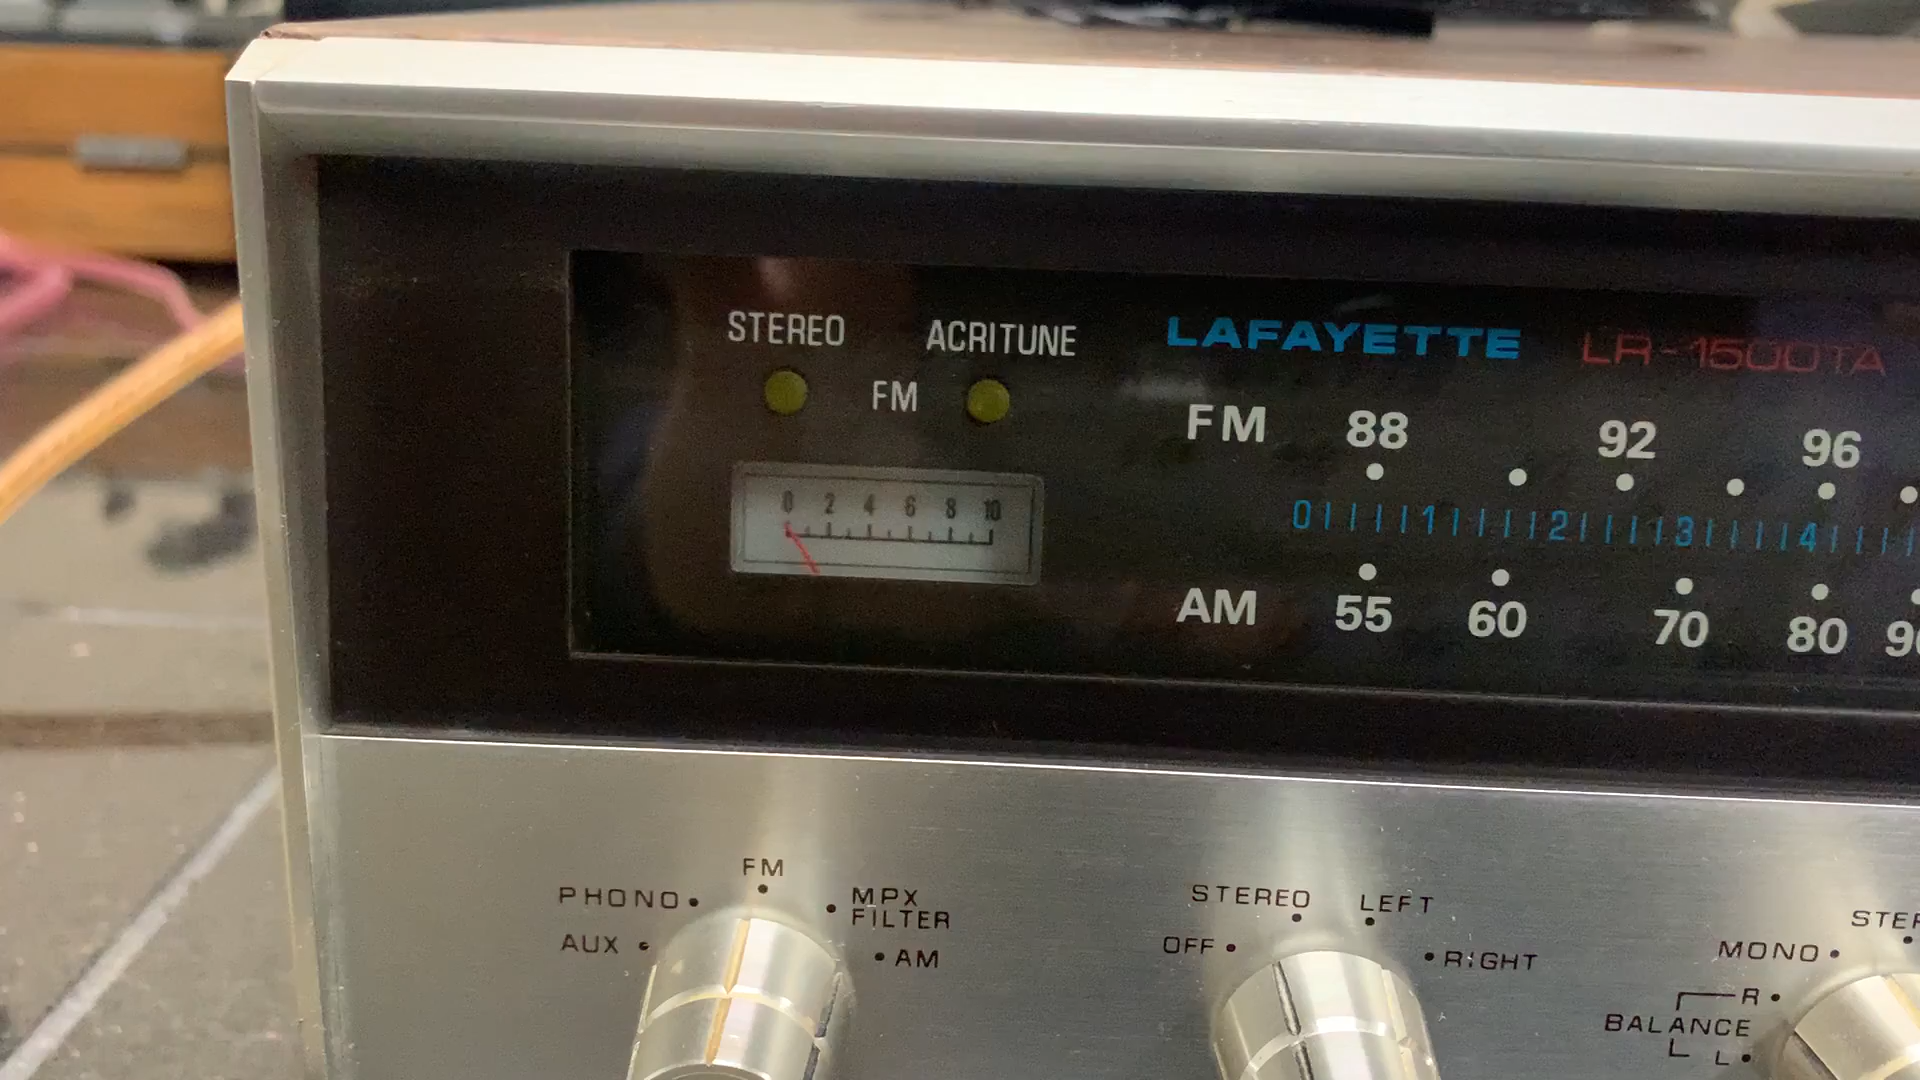 STEREO ACRITUNE
FM
0 2 4 6 8 10
LAFAYETTE LR-1500TA
FM 88 92 96
0 1 2 3 4
AM 55 60 70 80
FM
PHONO MPX
FILTER
AUX AM
STEREO LEFT
OFF RIGHT
MONO
R
BALANCE
L